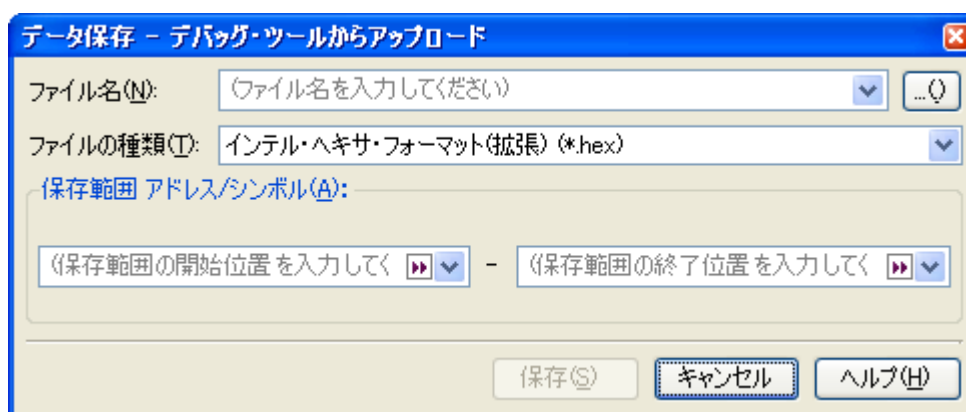 データ保存 - デバッグ・ツールからアップロード
ファイル名(N): (ファイル名を入力してください) ...()
ファイルの種類(T): インテル・ヘキサ・フォーマット(拡張) (*.hex)
保存範囲 アドレス/シンボル(A):
(保存範囲の開始位置を入力してく - (保存範囲の終了位置を入力してく
保存(S) キャンセル ヘルプ(H)